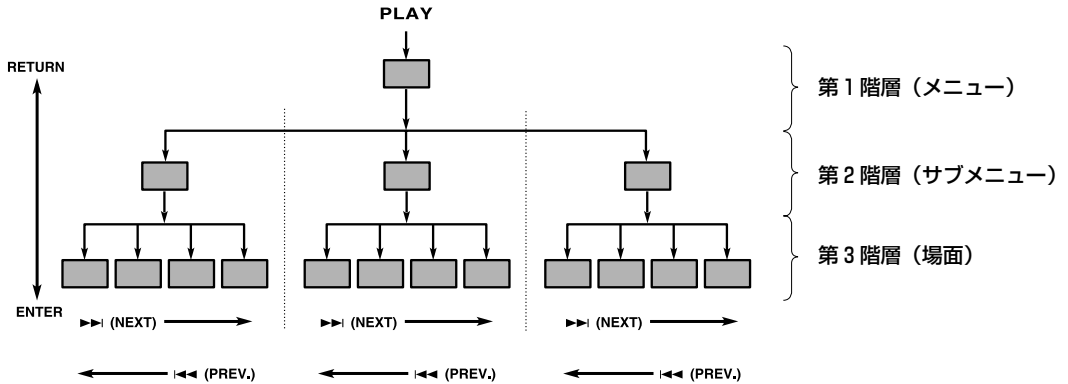 PLAY
RETURN
第1階層（メニュー）
第2階層（サブメニュー）
第3階層（場面）
ENTER
▶▶| (NEXT)
▶▶| (NEXT)
▶▶| (NEXT)
|◀◀ (PREV.)
|◀◀ (PREV.)
|◀◀ (PREV.)